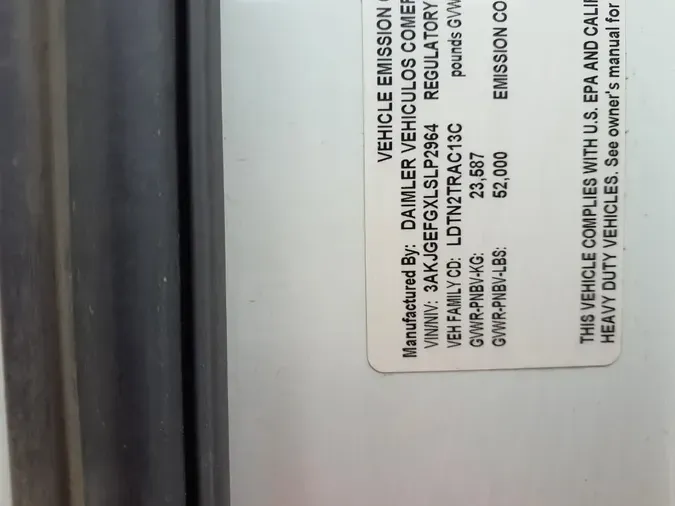 VEHICLE EMISSION
Manufactured By: DAIMLER VEHICULOS COMER
VIN/NIV: 3AKJGEFGXLSLP2964 REGULATORY
VEH FAMILY CD: LDTN2TRAC13C pounds GVW
GVWR-PNBV-KG: 23,587
GVWR-PNBV-LBS: 52,000 EMISSION CO
THIS VEHICLE COMPLIES WITH U.S. EPA AND CALIF
HEAVY DUTY VEHICLES. See owner's manual for